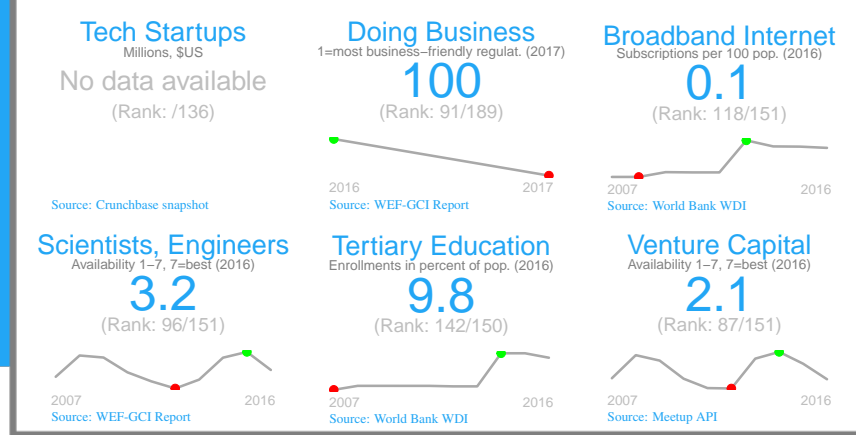 Tech Startups
Millions, $US
No data available
(Rank: /136)
Source: Crunchbase snapshot
Doing Business
1=most business−friendly regulat. (2017)
100
(Rank: 91/189)
2016 2017
Source: WEF-GCI Report
Broadband Internet
Subscriptions per 100 pop. (2016)
0.1
(Rank: 118/151)
2007 2016
Source: World Bank WDI
Scientists, Engineers
Availability 1−7, 7=best (2016)
3.2
(Rank: 96/151)
2007 2016
Source: WEF-GCI Report
Tertiary Education
Enrollments in percent of pop. (2016)
9.8
(Rank: 142/150)
2007 2016
Source: World Bank WDI
Venture Capital
Availability 1−7, 7=best (2016)
2.1
(Rank: 87/151)
2007 2016
Source: Meetup API